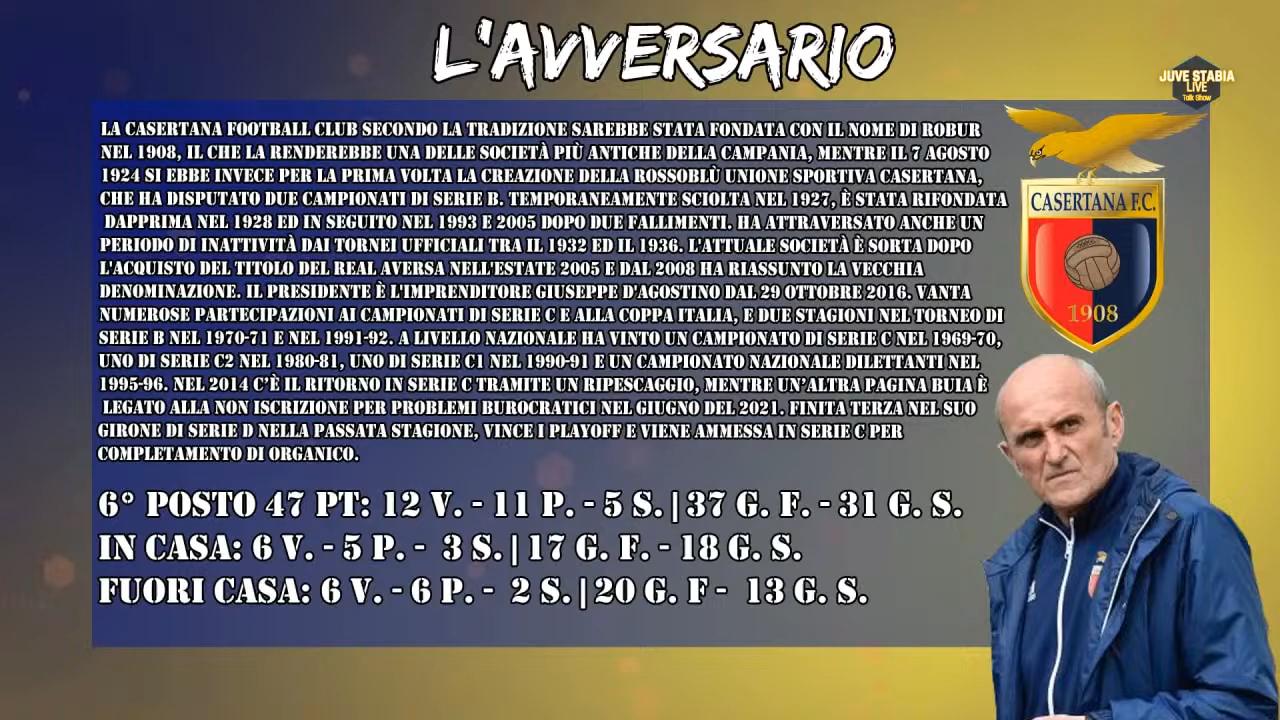 L'AVVERSARIO
JUVE STABIA
LIVE
Talk Show
LA CASERTANA FOOTBALL CLUB SECONDO LA TRADIZIONE SAREBBE STATA FONDATA CON IL NOME DI ROBUR
NEL 1908, IL CHE LA RENDEREBBE UNA DELLE SOCIETÀ PIÙ ANTICHE DELLA CAMPANIA, MENTRE IL 7 AGOSTO
1924 SI EBBE INVECE PER LA PRIMA VOLTA LA CREAZIONE DELLA ROSSOBLÙ UNIONE SPORTIVA CASERTANA,
CHE HA DISPUTATO DUE CAMPIONATI DI SERIE B. TEMPORANEAMENTE SCIOLTA NEL 1927, È STATA RIFONDATA
DAPPRIMA NEL 1928 ED IN SEGUITO NEL 1993 E 2005 DOPO DUE FALLIMENTI. HA ATTRAVERSATO ANCHE UN
PERIODO DI INATTIVITÀ DAI TORNEI UFFICIALI TRA IL 1932 ED IL 1936. L'ATTUALE SOCIETÀ È SORTA DOPO
L'ACQUISTO DEL TITOLO DEL REAL AVERSA NELL'ESTATE 2005 E DAL 2008 HA RIASSUNTO LA VECCHIA
DENOMINAZIONE. IL PRESIDENTE È L'IMPRENDITORE GIUSEPPE D'AGOSTINO DAL 29 OTTOBRE 2016. VANTA
NUMEROSE PARTECIPAZIONI AI CAMPIONATI DI SERIE C E ALLA COPPA ITALIA, E DUE STAGIONI NEL TORNEO DI
SERIE B NEL 1970-71 E NEL 1991-92. A LIVELLO NAZIONALE HA VINTO UN CAMPIONATO DI SERIE C NEL 1969-70,
UNO DI SERIE C2 NEL 1980-81, UNO DI SERIE C1 NEL 1990-91 E UN CAMPIONATO NAZIONALE DILETTANTI NEL
1995-96. NEL 2014 C'È IL RITORNO IN SERIE C TRAMITE UN RIPESCAGGIO, MENTRE UN'ALTRA PAGINA BUIA È
LEGATO ALLA NON ISCRIZIONE PER PROBLEMI BUROCRATICI NEL GIUGNO DEL 2021. FINITA TERZA NEL SUO
GIRONE DI SERIE D NELLA PASSATA STAGIONE, VINCE I PLAYOFF E VIENE AMMESSA IN SERIE C PER
COMPLETAMENTO DI ORGANICO.
CASERTANA F.C.
1908
6° POSTO 47 PT: 12 V. - 11 P. - 5 S. | 37 G. F. - 31 G. S.
IN CASA: 6 V. - 5 P. - 3 S. | 17 G. F. - 18 G. S.
FUORI CASA: 6 V. - 6 P. - 2 S. | 20 G. F - 13 G. S.